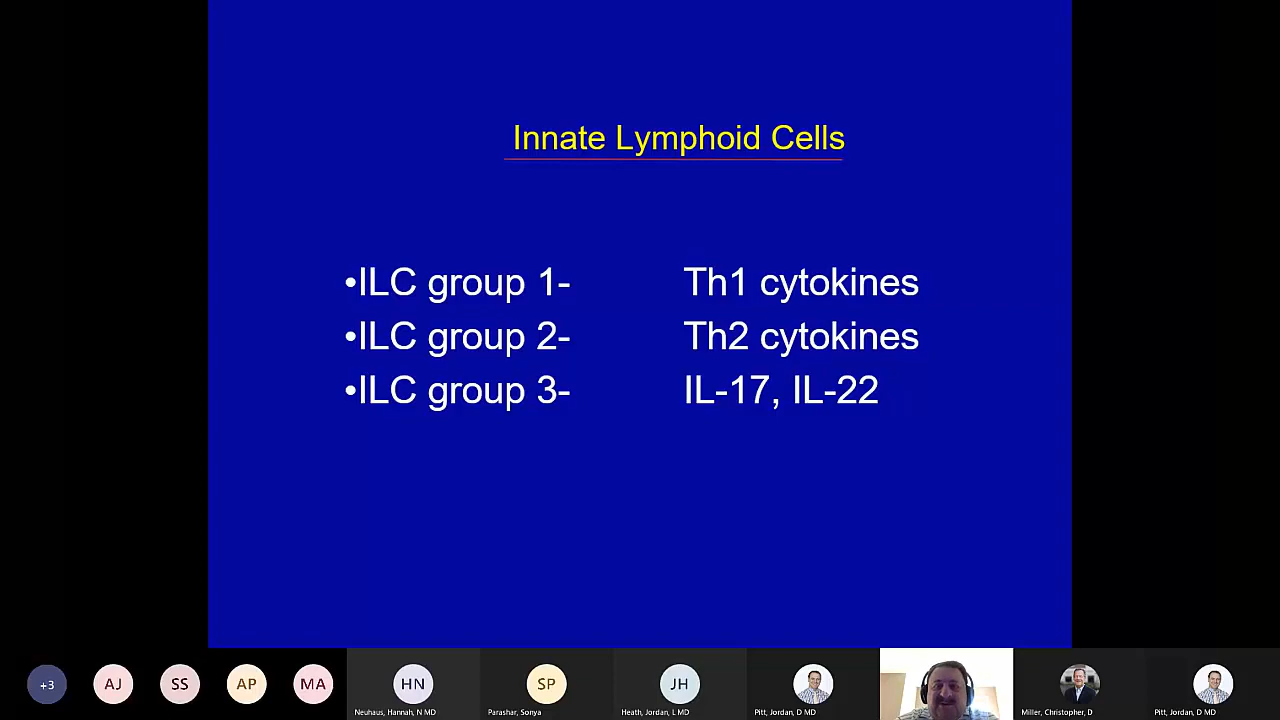 Innate Lymphoid Cells
•ILC group 1- Th1 cytokines
•ILC group 2- Th2 cytokines
•ILC group 3- IL-17, IL-22
+3 AJ SS AP MA HN SP JH
Neuhaus, Hannah, N MD Parashar, Sonya Heath, Jordan, L MD Pitt, Jordan, D MD Miller, Christopher, D Pitt, Jordan, D MD